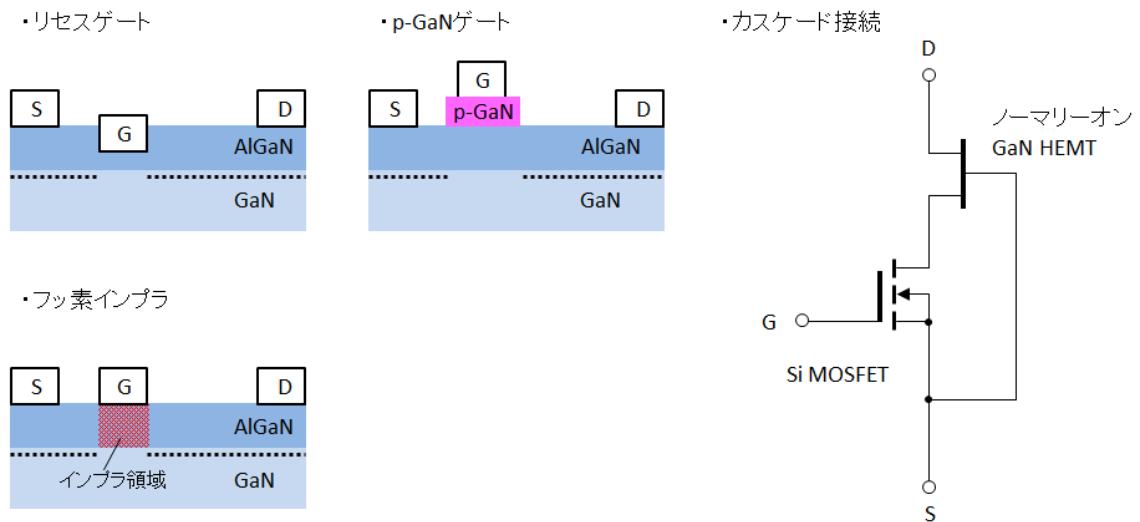 ・リセスゲート
S
G
D
AlGaN
GaN
・p-GaNゲート
G
S
p-GaN
D
AlGaN
GaN
・フッ素インプラ
S
G
D
AlGaN
インプラ領域
GaN
・カスケード接続
D
ノーマリーオン
GaN HEMT
G
Si MOSFET
S